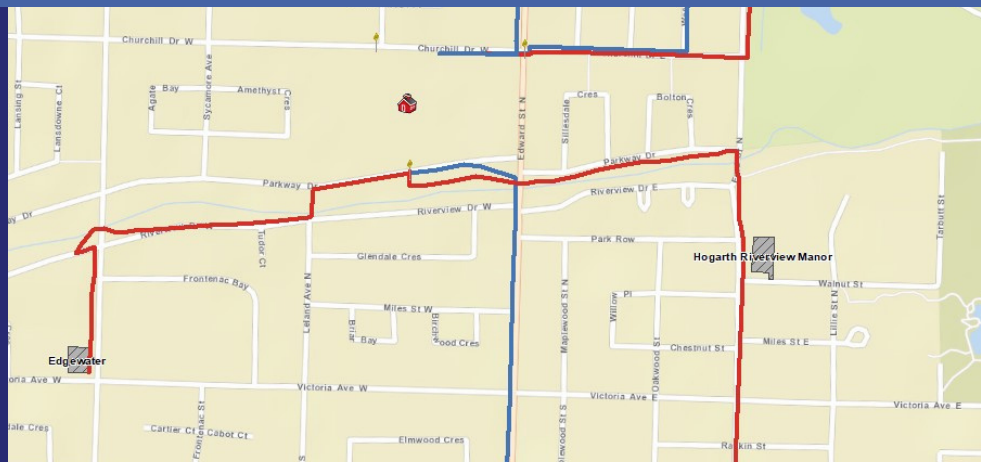 Churchill Dr W
Churchill Dr W
Lansing St
Lansdowne Ct
Sycamore Ave
Agate
Bay
Amethyst
Cres
Edward St N
Sillesdale
Cres
Bolton
Cres
N
Parkway Dr
Parkway Dr
Riverview Dr E
Riverview Dr W
Tarbutt St
Tudor Ct
Park Row
Glendale Cres
Hogarth Riverview Manor
Walnut St
Frontenac Bay
Leland Ave N
Maplewood St N
Willow
Pl
Miles St W
Lillie St N
Briar
Bay
Cres
Chestnut St
Miles St E
Oakwood St
Edgewater
Victoria Ave W
Victoria Ave E
Victoria Ave E
Frontenac St
Cartier Ct
Cabot Ct
Elmwood Cres
Rankin St